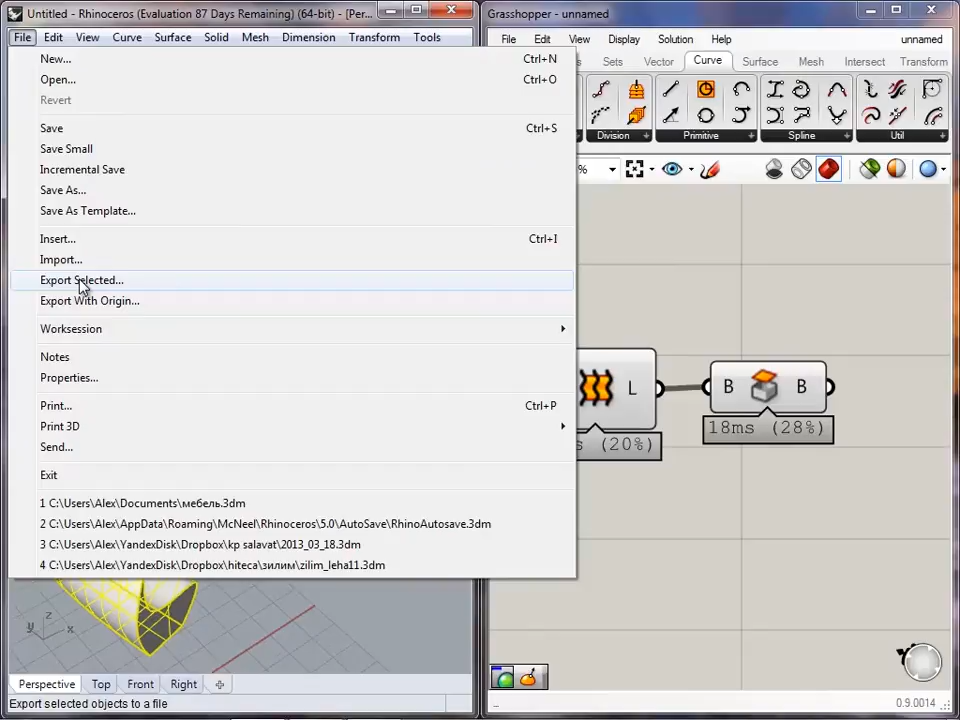 Untitled - Rhinoceros (Evaluation 87 Days Remaining) (64-bit) - [Per...
File Edit View Curve Surface Solid Mesh Dimension Transform Tools
New... Ctrl+N
Open... Ctrl+O
Revert
Save Ctrl+S
Save Small
Incremental Save
Save As...
Save As Template...
Insert... Ctrl+I
Import...
Export Selected...
Export With Origin...
Worksession
Notes
Properties...
Print... Ctrl+P
Print 3D
Send...
Exit
1 C:\Users\Alex\Documents\мебель.3dm
2 C:\Users\Alex\AppData\Roaming\McNeel\Rhinoceros\5.0\AutoSave\RhinoAutosave.3dm
3 C:\Users\Alex\YandexDisk\Dropbox\kp salavat\2013_03_18.3dm
4 C:\Users\Alex\YandexDisk\Dropbox\hiteca\зилим\zilim_leha11.3dm
z
y x
Perspective Top Front Right
Export selected objects to a file
Grasshopper - unnamed
File Edit View Display Solution Help unnamed
s Sets Vector Curve Surface Mesh Intersect Transform
Division Primitive Spline Util
%
L B B
s (20%) 18ms (28%)
0.9.0014